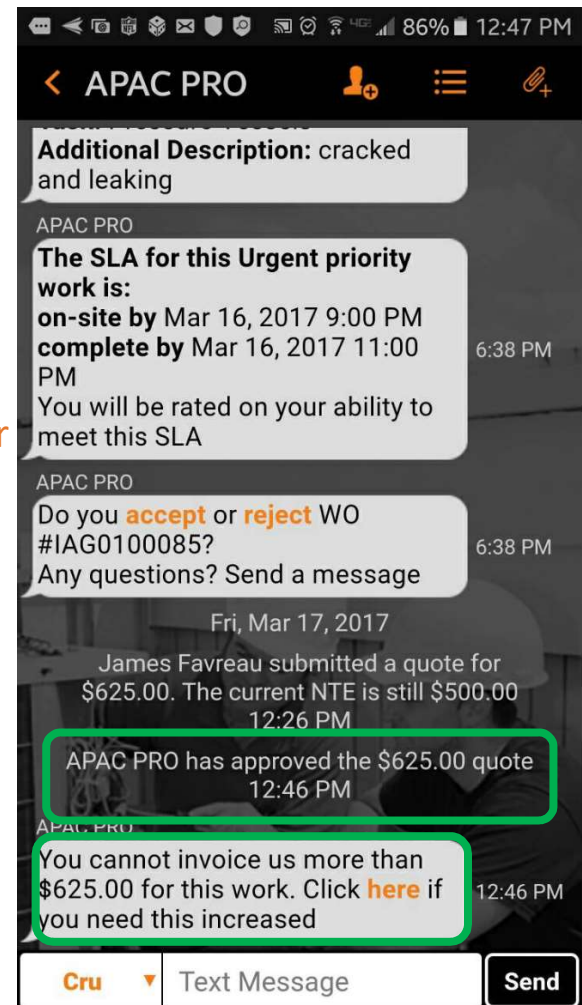 86% 12:47 PM
APAC PRO
Additional Description: cracked
and leaking
APAC PRO
The SLA for this Urgent priority
work is:
on-site by Mar 16, 2017 9:00 PM
complete by Mar 16, 2017 11:00
PM
You will be rated on your ability to
meet this SLA
6:38 PM
APAC PRO
Do you accept or reject WO
#IAG0100085?
Any questions? Send a message
6:38 PM
Fri, Mar 17, 2017
James Favreau submitted a quote for
$625.00. The current NTE is still $500.00
12:26 PM
APAC PRO has approved the $625.00 quote
12:46 PM
APAC PRO
You cannot invoice us more than
$625.00 for this work. Click here if
you need this increased
12:46 PM
Cru Text Message Send